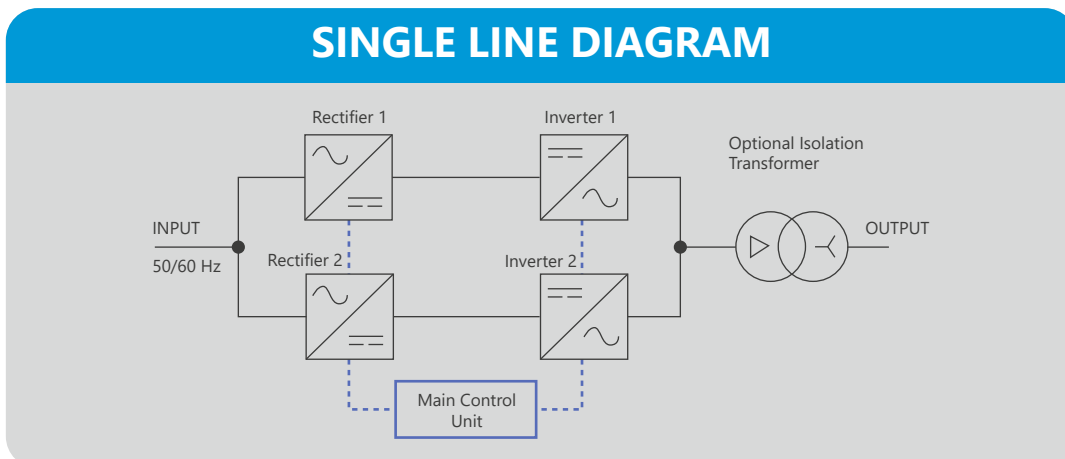 SINGLE LINE DIAGRAM
Rectifier 1
Inverter 1
Optional Isolation
Transformer
INPUT
50/60 Hz
OUTPUT
Rectifier 2
Inverter 2
Main Control
Unit